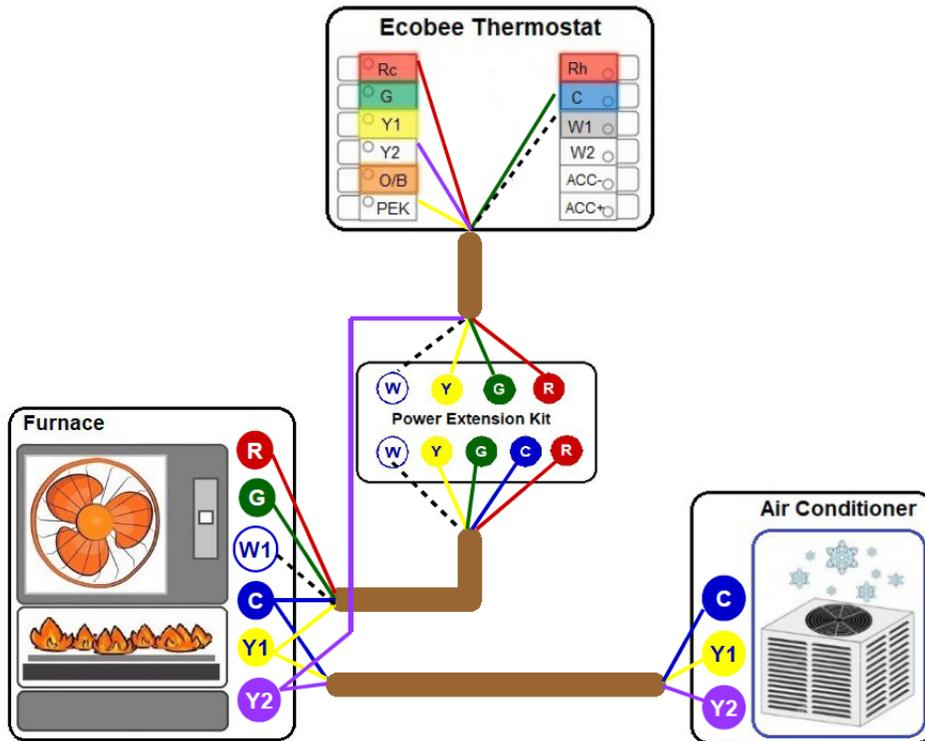 Ecobee Thermostat
Rc
G
Y1
Y2
O/B
PEK
Rh
C
W1
W2
ACC-
ACC+
W Y G R
Power Extension Kit
W Y G C R
Furnace
R
G
W1
C
Y1
Y2
Air Conditioner
C
Y1
Y2